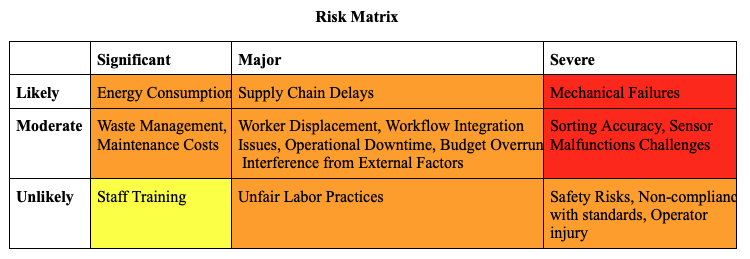 Risk Matrix
Significant Major Severe
Likely Energy Consumption Supply Chain Delays Mechanical Failures
Moderate Waste Management, Worker Displacement, Workflow Integration Sorting Accuracy, Sensor
Maintenance Costs Issues, Operational Downtime, Budget Overrun Malfunctions Challenges
Interference from External Factors
Unlikely Staff Training Unfair Labor Practices Safety Risks, Non-complianc
with standards, Operator
injury